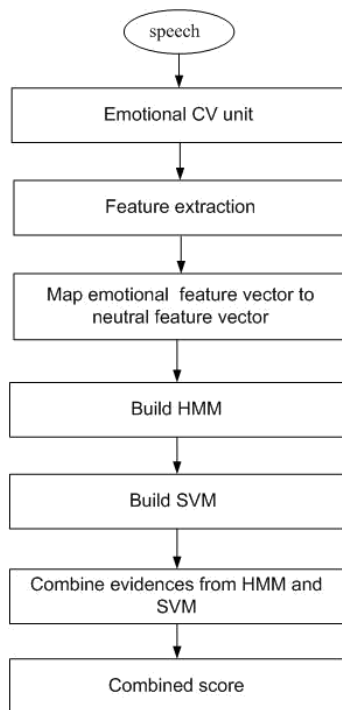 speech
Emotional CV unit
Feature extraction
Map emotional feature vector to
neutral feature vector
Build HMM
Build SVM
Combine evidences from HMM and
SVM
Combined score